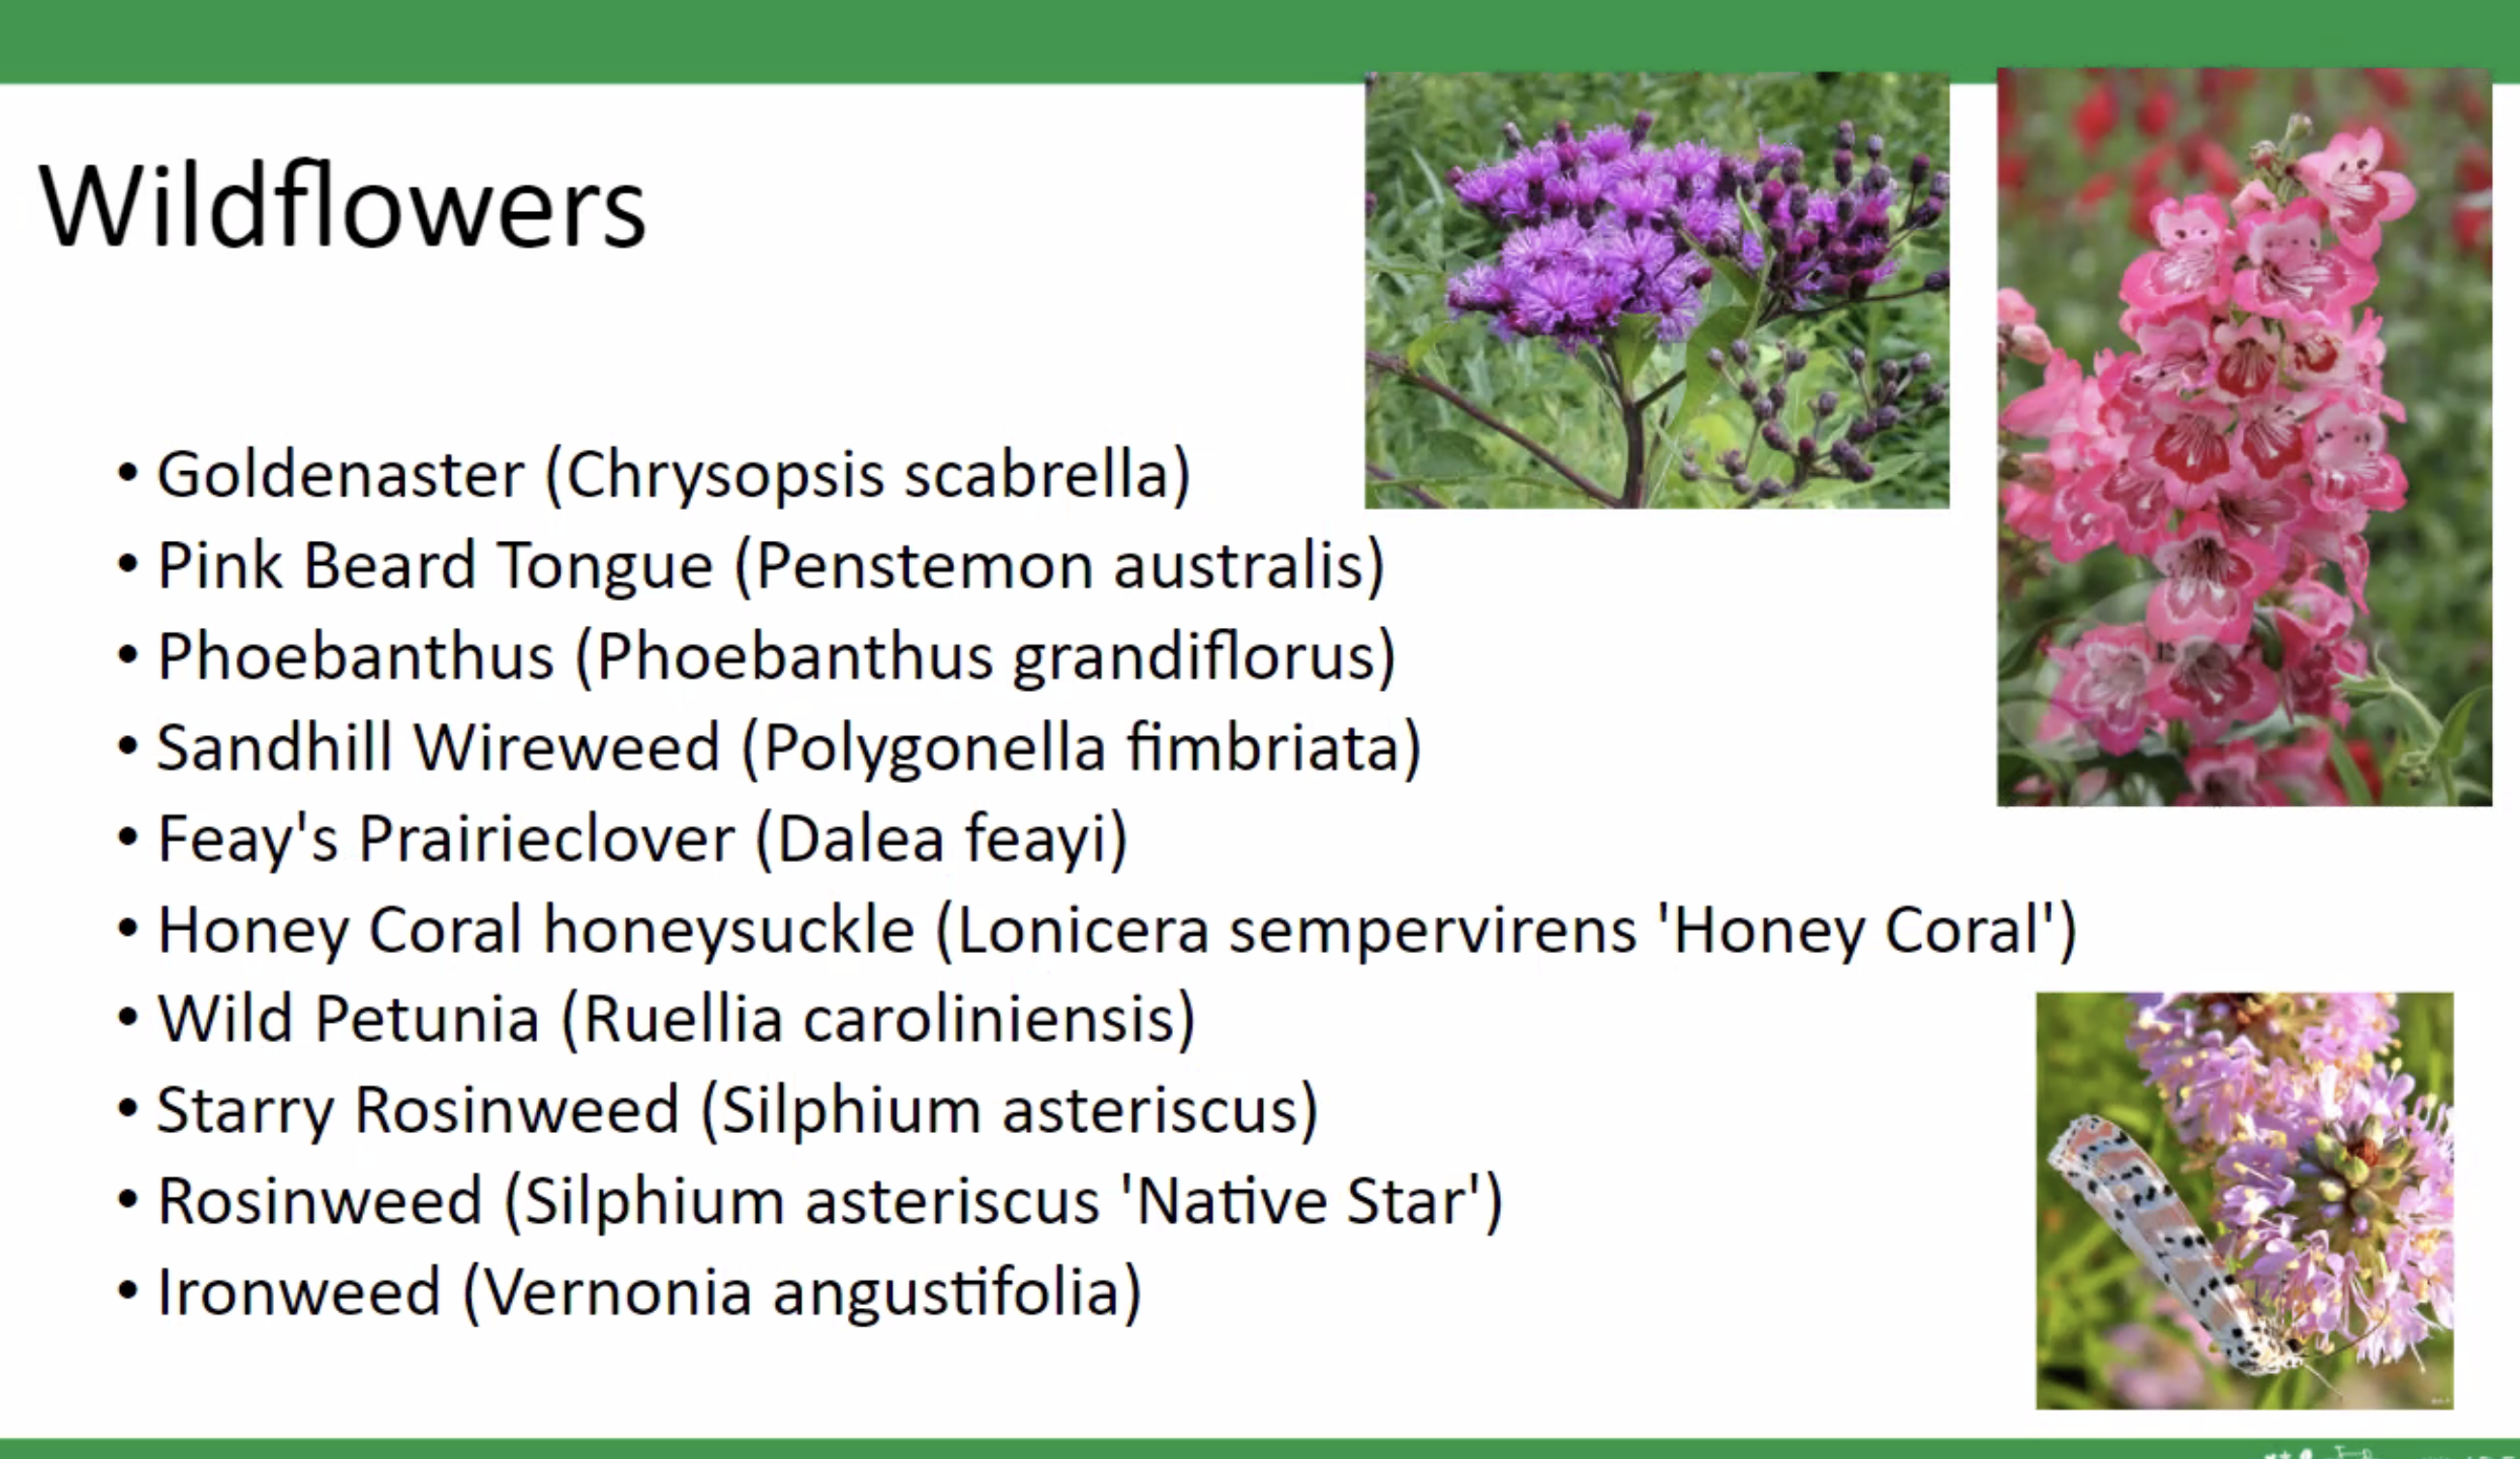 Wildflowers
• Goldenaster (Chrysopsis scabrella)
• Pink Beard Tongue (Penstemon australis)
• Phoebanthus (Phoebanthus grandiflorus)
• Sandhill Wireweed (Polygonella fimbriata)
• Feay's Prairieclover (Dalea feayi)
• Honey Coral honeysuckle (Lonicera sempervirens 'Honey Coral')
• Wild Petunia (Ruellia caroliniensis)
• Starry Rosinweed (Silphium asteriscus)
• Rosinweed (Silphium asteriscus 'Native Star')
• Ironweed (Vernonia angustifolia)